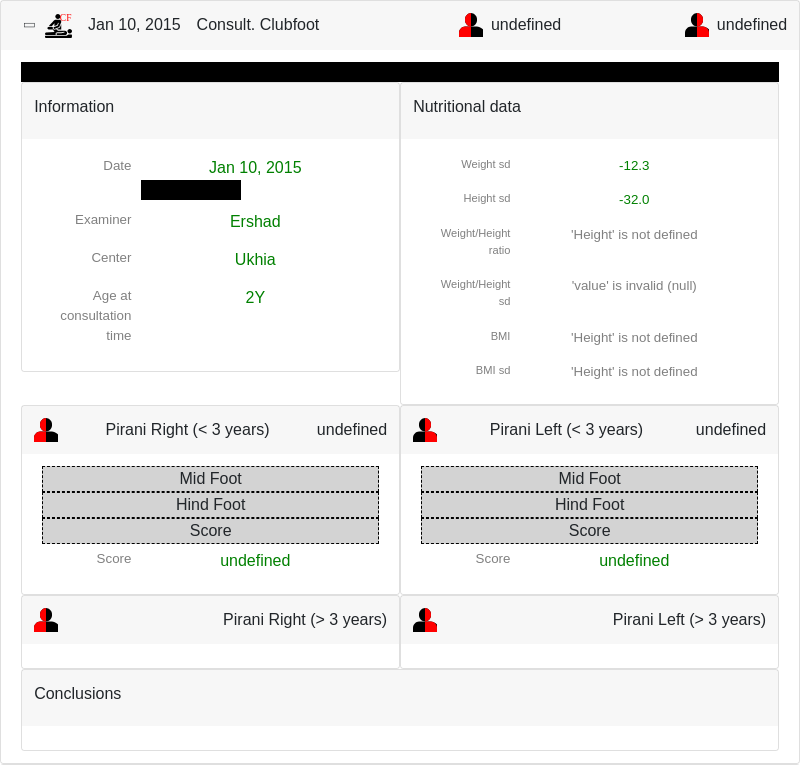 CF
Jan 10, 2015 Consult. Clubfoot undefined undefined
Information
Date Jan 10, 2015
Examiner Ershad
Center Ukhia
Age at 2Y
consultation
time
Nutritional data
Weight sd -12.3
Height sd -32.0
Weight/Height 'Height' is not defined
ratio
Weight/Height 'value' is invalid (null)
sd
BMI 'Height' is not defined
BMI sd 'Height' is not defined
Pirani Right (< 3 years) undefined
Mid Foot
Hind Foot
Score
Score undefined
Pirani Left (< 3 years) undefined
Mid Foot
Hind Foot
Score
Score undefined
Pirani Right (> 3 years)
Pirani Left (> 3 years)
Conclusions